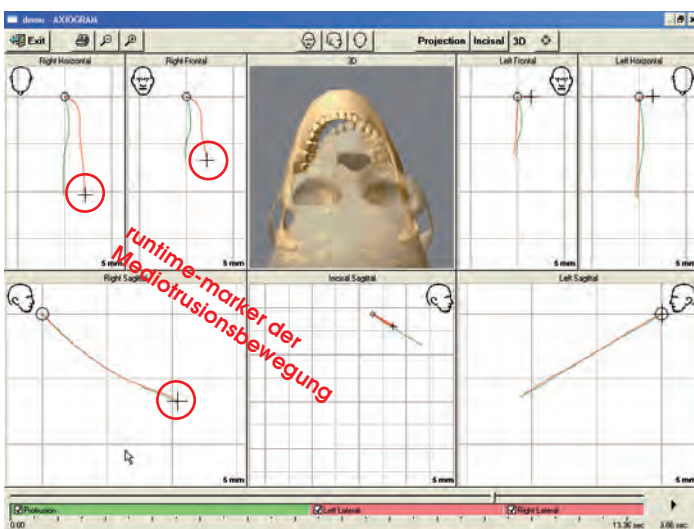 demo - AXIOGRAM
Exit
Projection Incisal 3D
Right Horizontal
Right Frontal
3D
Left Frontal
Left Horizontal
5 mm
5 mm
5 mm
5 mm
runtime-marker der
Mediotrusionsbewegung
Right Sagittal
Incisal Sagittal
Left Sagittal
5 mm
5 mm
5 mm
Protrusion
Left Lateral
Right Lateral
0.00
13.36 sec
3.86 sec